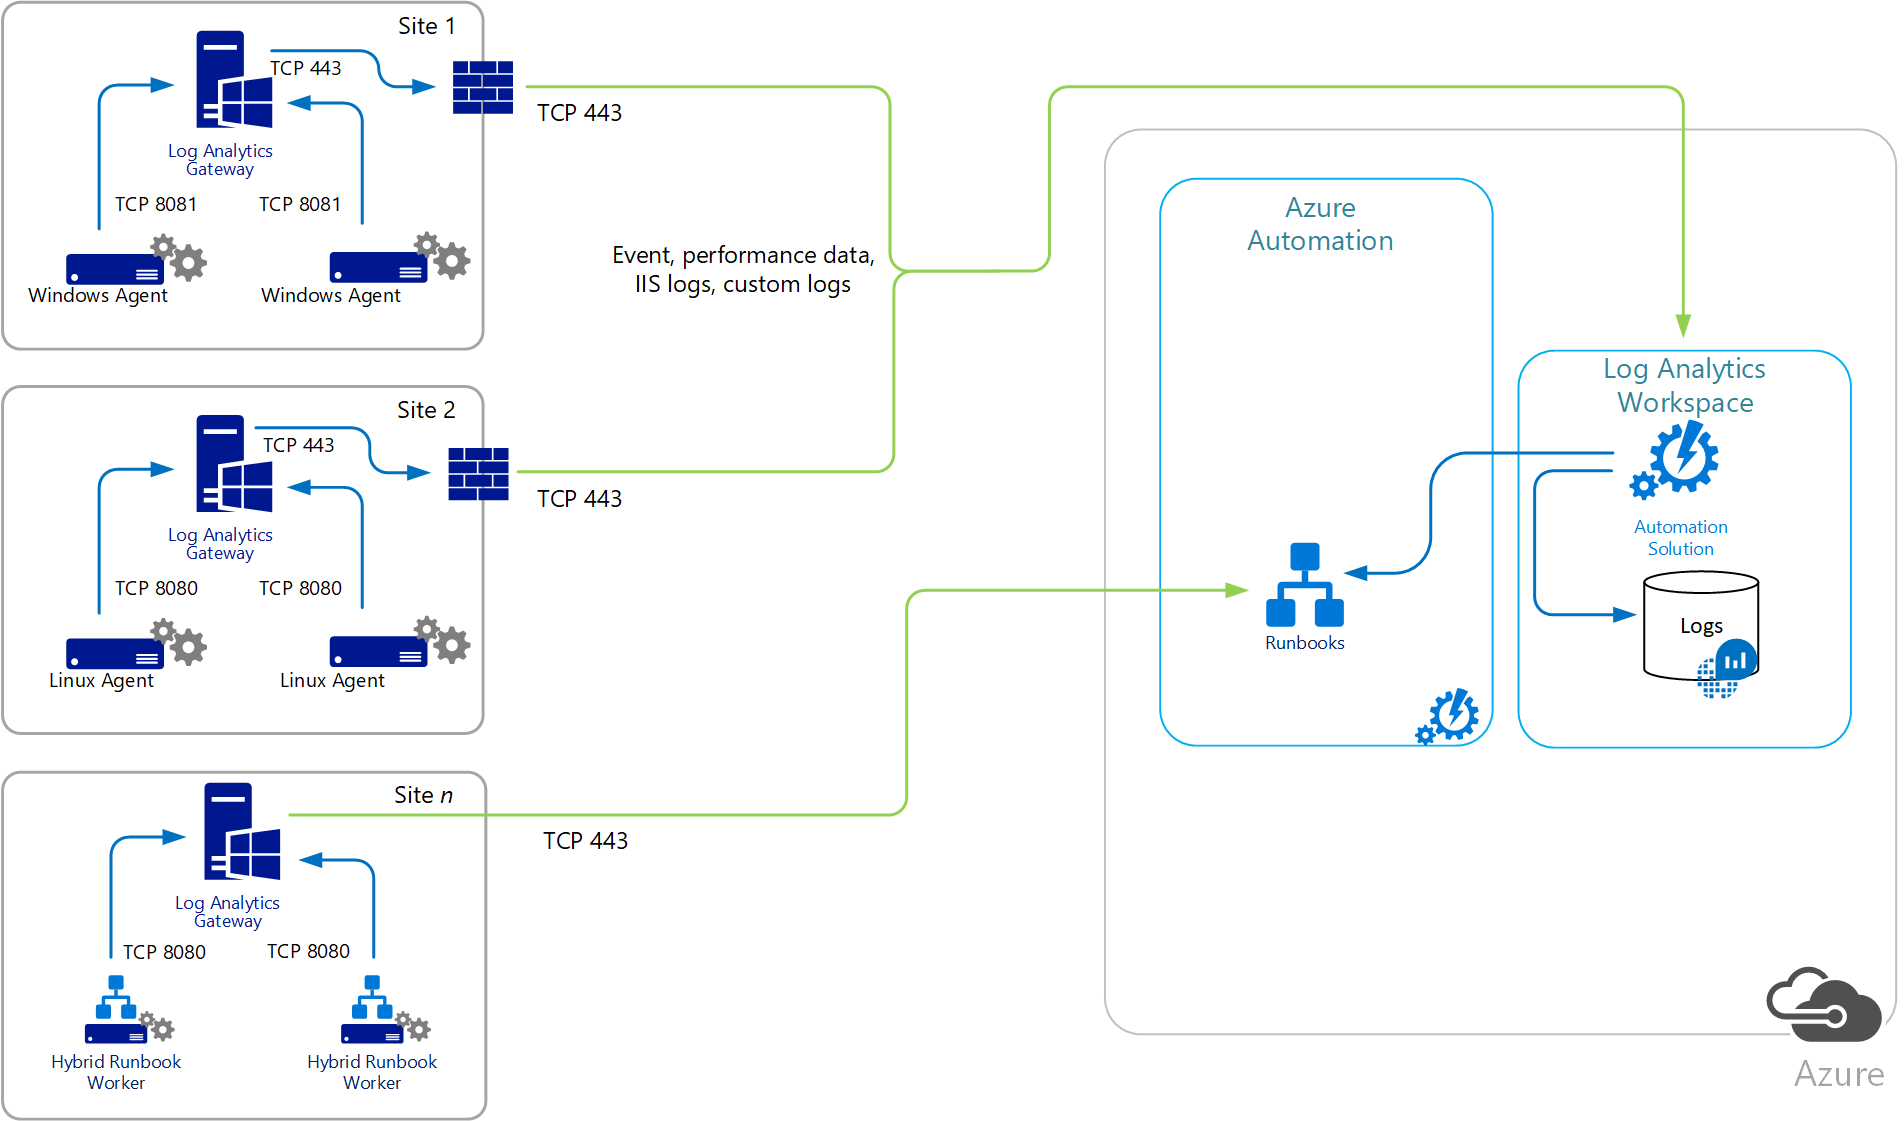 Site 1
TCP 443
Log Analytics
Gateway
TCP 8081
TCP 8081
Windows Agent
Windows Agent
TCP 443
Site 2
TCP 443
Log Analytics
Gateway
TCP 8080
TCP 8080
Linux Agent
Linux Agent
TCP 443
Site n
Log Analytics
Gateway
TCP 8080
TCP 8080
Hybrid Runbook
Worker
Hybrid Runbook
Worker
TCP 443
Event, performance data,
IIS logs, custom logs
Azure
Automation
Runbooks
Log Analytics
Workspace
Automation
Solution
Logs
Azure